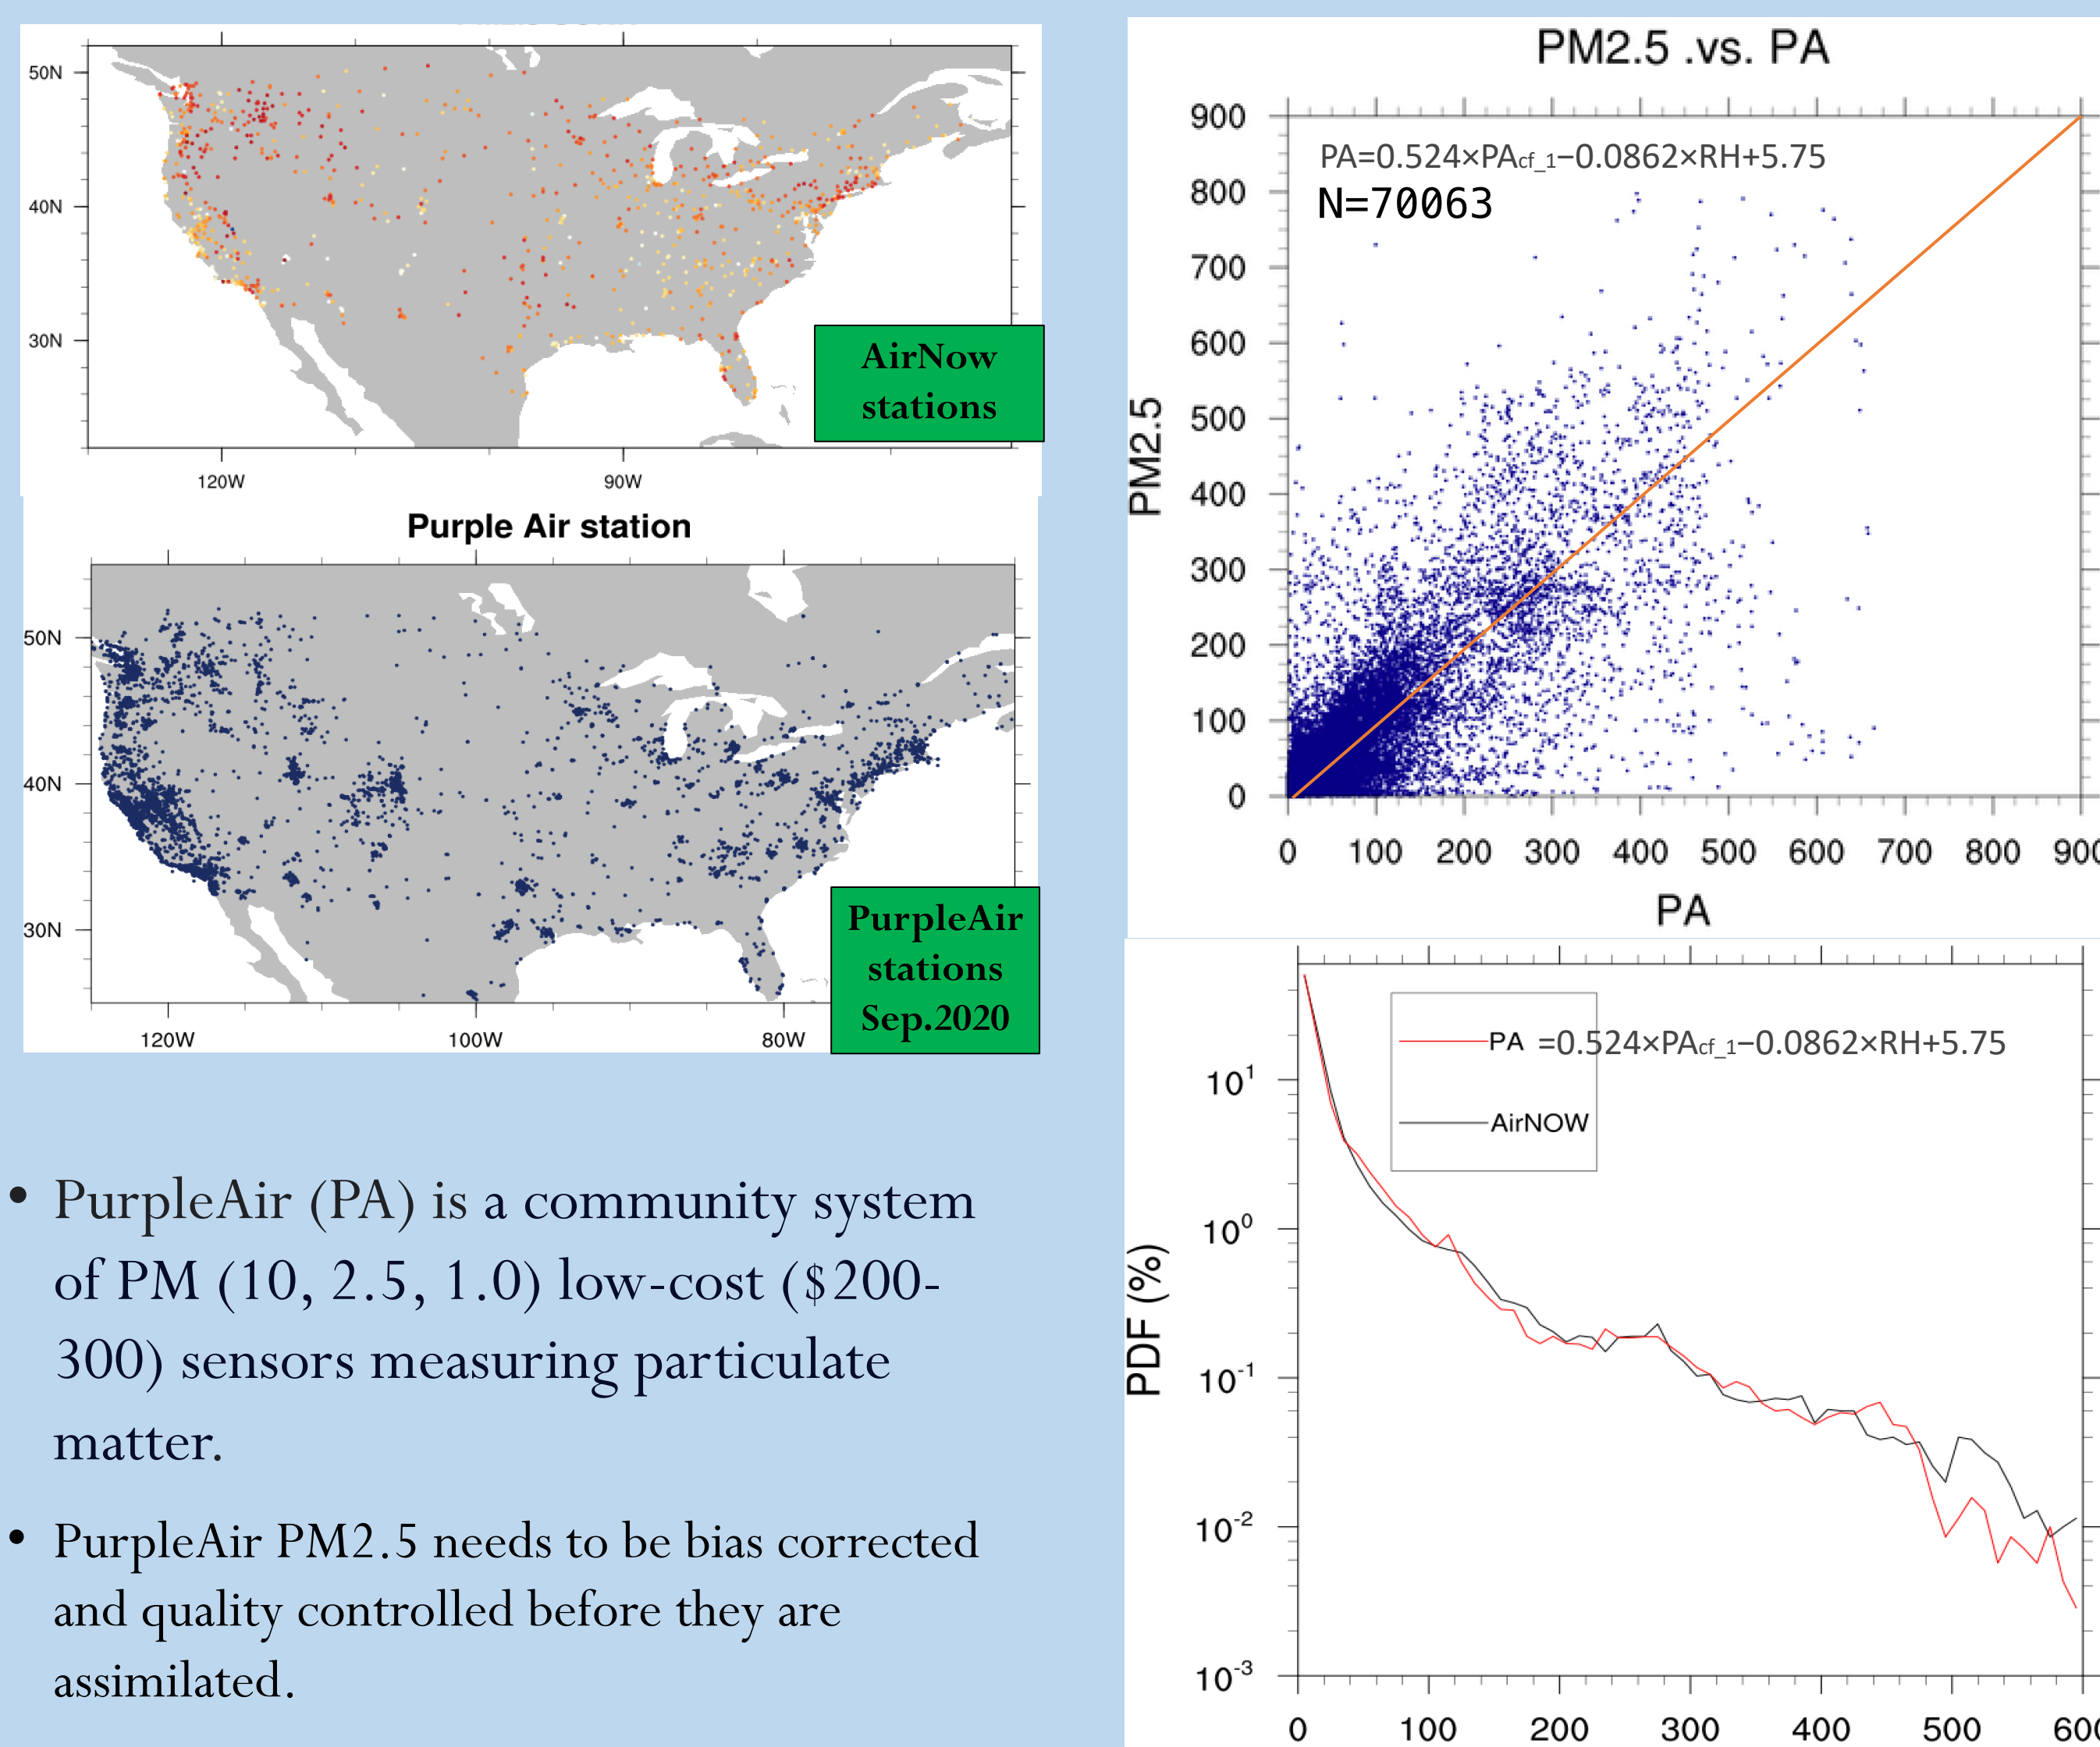 50N
40N
30N
120W
90W
AirNow
stations
Purple Air station
50N
40N
30N
120W
100W
80W
PurpleAir
stations
Sep.2020
• PurpleAir (PA) is a community system
of PM (10, 2.5, 1.0) low-cost ($200-
300) sensors measuring particulate
matter.
• PurpleAir PM2.5 needs to be bias corrected
and quality controlled before they are
assimilated.
PM2.5 .vs. PA
PA=0.524×PAcf_1−0.0862×RH+5.75
N=70063
900
800
700
600
500
400
300
200
100
0
PM2.5
0 100 200 300 400 500 600 700 800 900
PA
PA =0.524×PAcf_1−0.0862×RH+5.75
AirNOW
10¹
10⁰
10⁻¹
10⁻²
10⁻³
PDF (%)
0 100 200 300 400 500 600